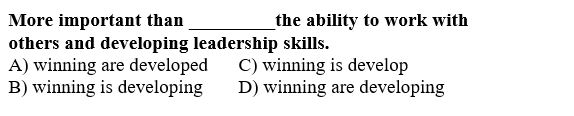 More important than _________the ability to work with
others and developing leadership skills.
A) winning are developed C) winning is develop
B) winning is developing D) winning are developing